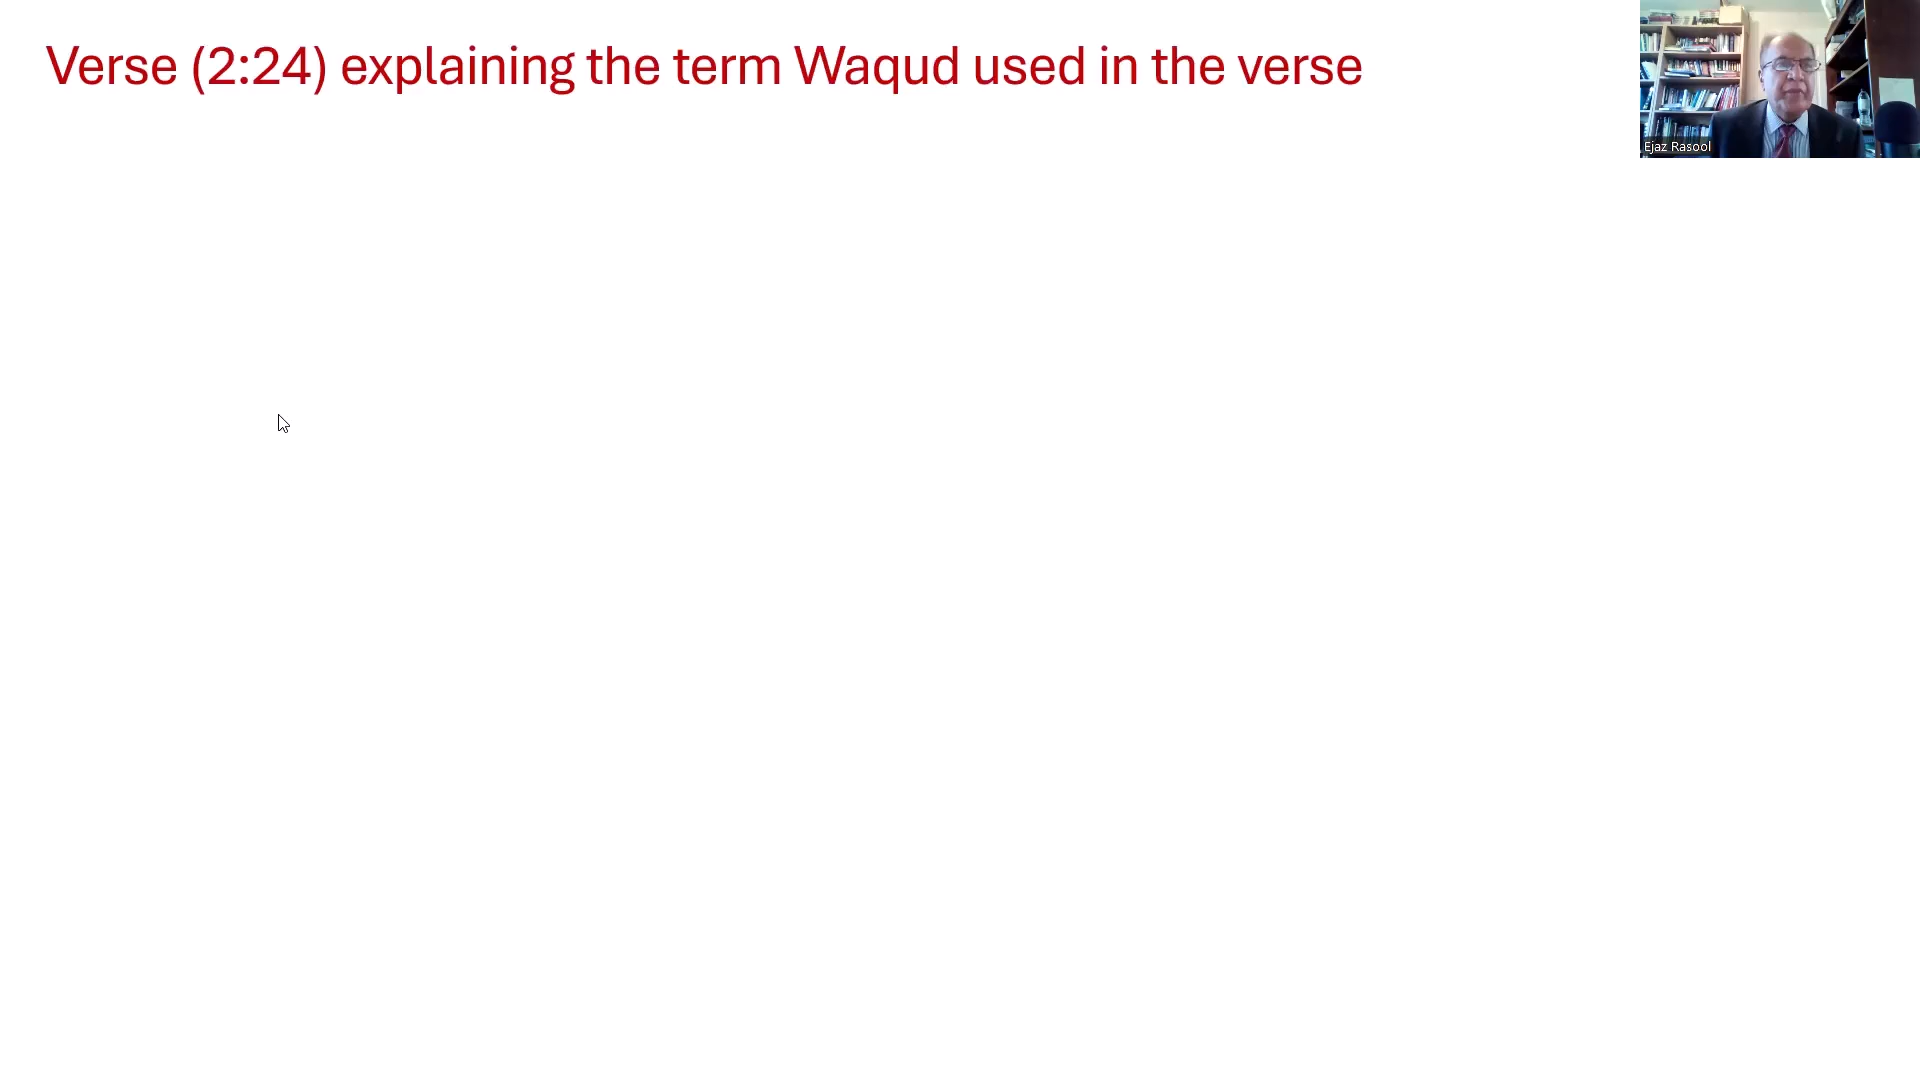 Verse (2:24) explaining the term Waqud used in the verse
Ejaz Rasool